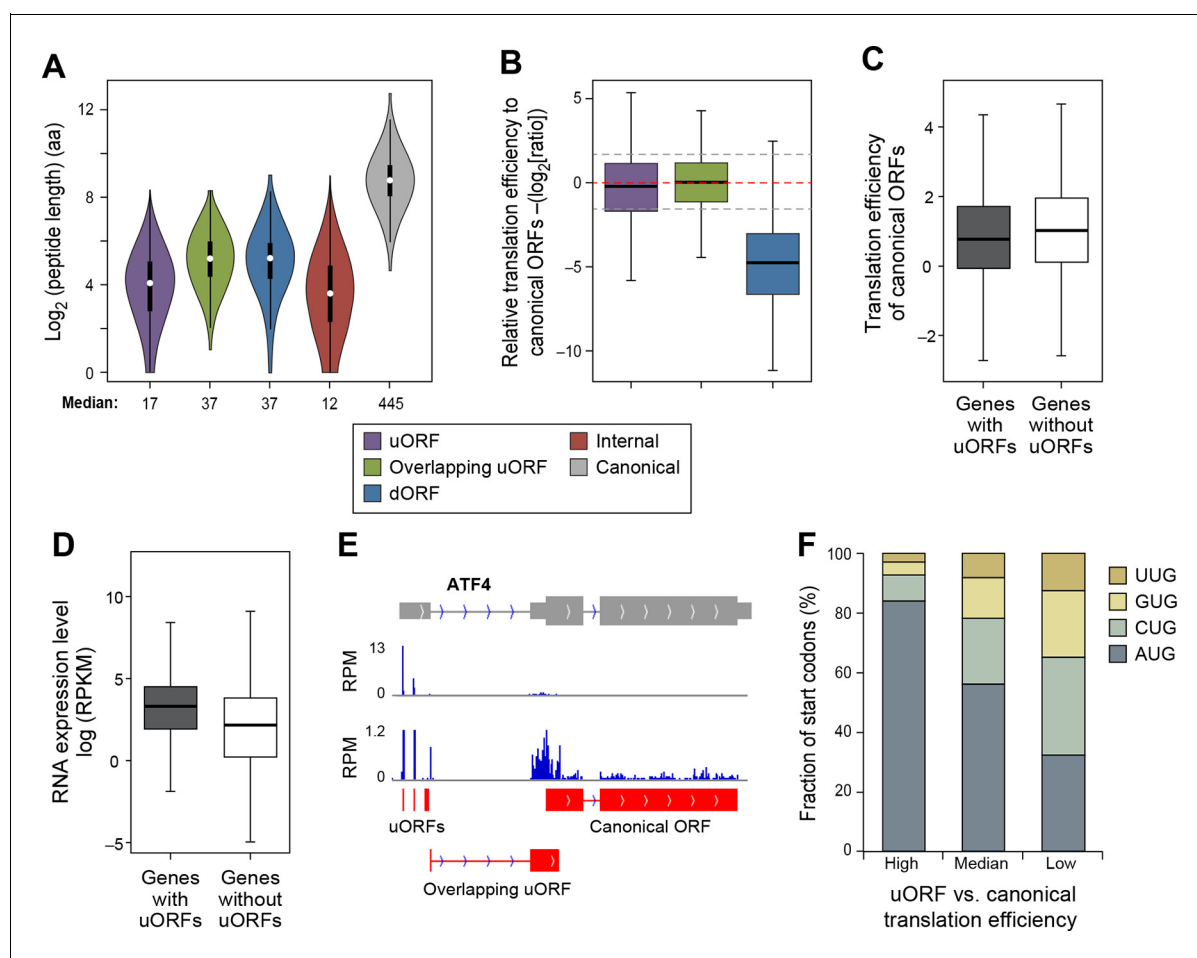 A
Log2 (peptide length) (aa)
12
8
4
0
Median:
17
37
37
12
445
B
Relative translation efficiency to
canonical ORFs –(log2[ratio])
5
0
–5
–10
C
Translation efficiency
of canonical ORFs
4
2
0
–2
Genes
with
uORFs
Genes
without
uORFs
uORF
Overlapping uORF
dORF
Internal
Canonical
D
RNA expression level
log (RPKM)
10
5
0
–5
Genes
with
uORFs
Genes
without
uORFs
E
ATF4
RPM
13
0
RPM
1.2
0
uORFs
Canonical ORF
Overlapping uORF
F
Fraction of start codons (%)
100
80
60
40
20
0
High
Median
Low
uORF vs. canonical
translation efficiency
UUG
GUG
CUG
AUG